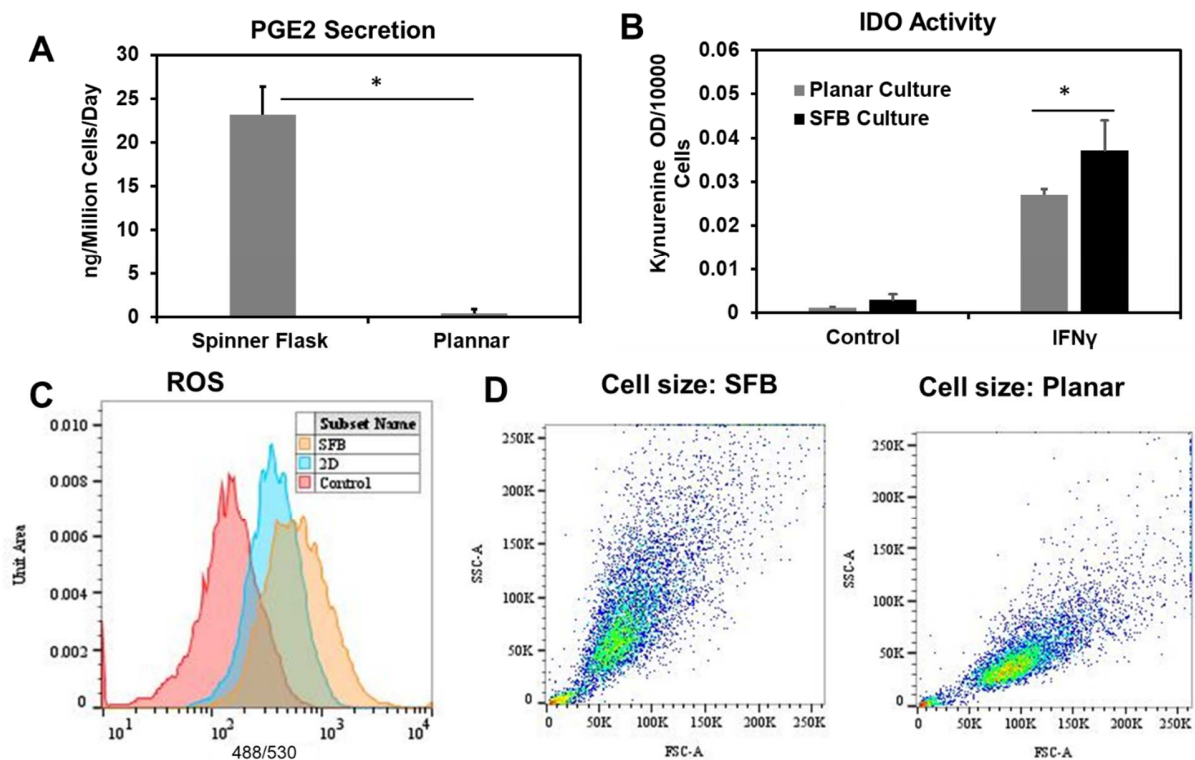 A
PGE2 Secretion
ng/Million Cells/Day
30
25
20
15
10
5
0
*
Spinner Flask
Plannar
B
IDO Activity
Kynurenine OD/10000
Cells
0.06
0.05
0.04
0.03
0.02
0.01
0
Planar Culture
SFB Culture
*
Control
IFNγ
C
ROS
Unit Area
0.010
0.008
0.006
0.004
0.002
0
Subset Name
SFB
2D
Control
10¹ 10² 10³ 10⁴
488/530
D
Cell size: SFB
SSC-A
250K
200K
150K
100K
50K
0
0 50K 100K 150K 200K 250K
FSC-A
Cell size: Planar
SSC-A
250K
200K
150K
100K
50K
0
0 50K 100K 150K 200K 250K
FSC-A